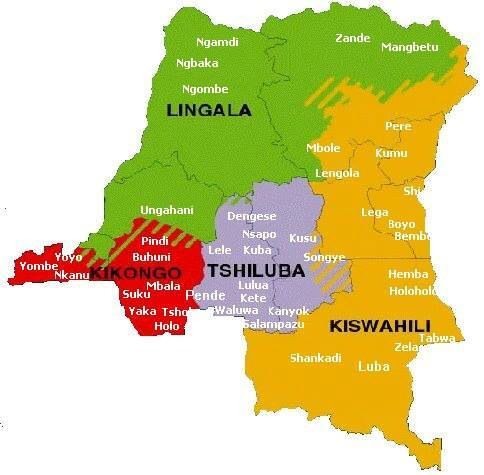 Ngamdi
Zande
Mangbetu
Ngbaka
Ngombe
LINGALA
Pere
Mbole
Kumu
Lengola
Shi
Ungahani
Dengese
Lega
Boyo
Nsapo
Kusu
Bembe
Pindi
Lele
Kuba
Yoyo
Buhuni
Songye
Yombe
Nkanu
KIKONGO
TSHILUBA
Hemba
Mbala
Lulua
Holoholo
Suku
Pende
Kete
Yaka
Tshok
Waluwa
Kanyok
Holo
Salampazu
KISWAHILI
Tabwa
Zela
Shankadi
Luba